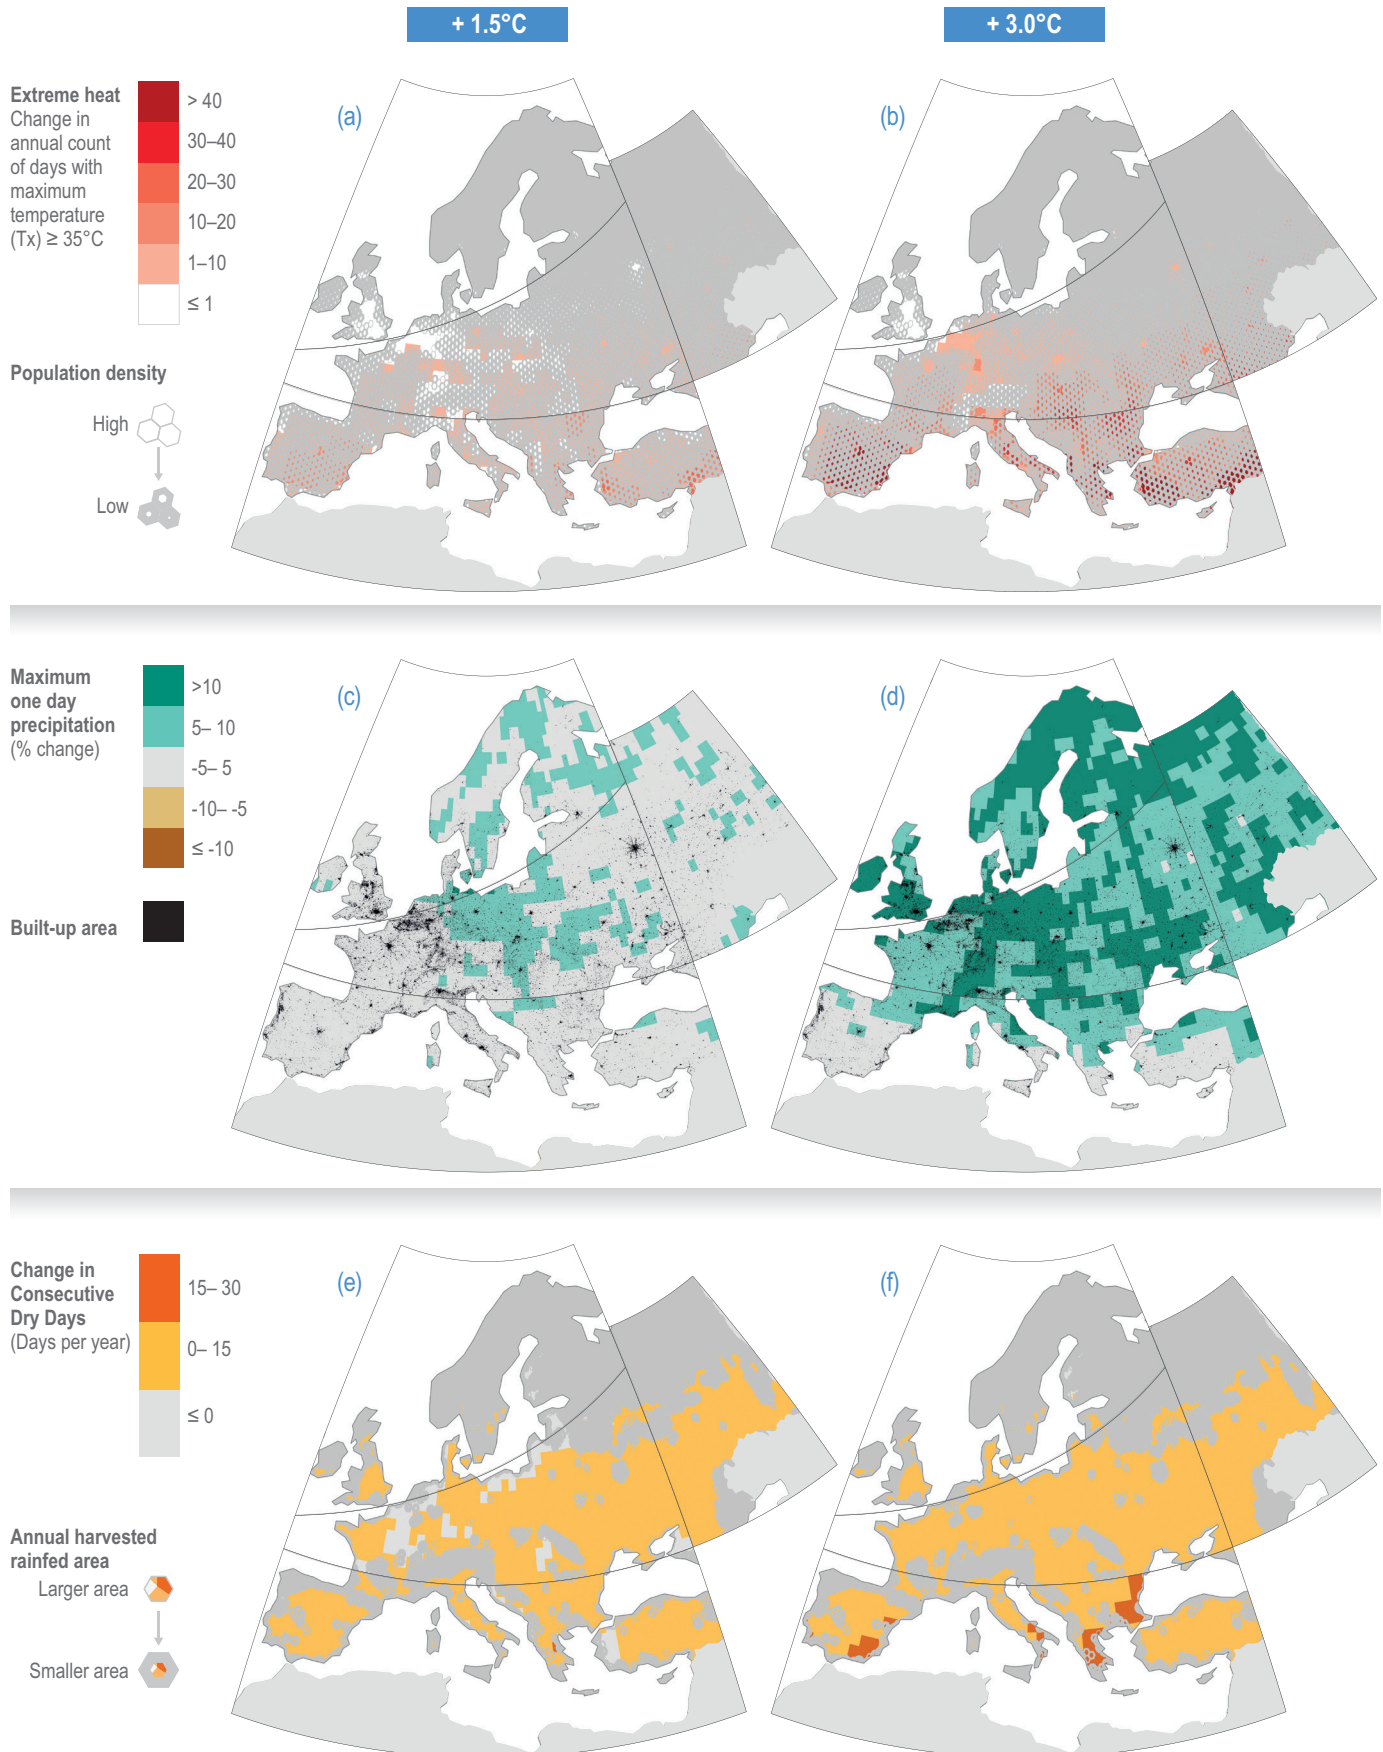 + 1.5°C
+ 3.0°C
Extreme heat
Change in
annual count
of days with
maximum
temperature
(Tx) ≥ 35°C
> 40
30–40
20–30
10–20
1–10
≤ 1
Population density
High
Low
(a)
(b)
Maximum
one day
precipitation
(% change)
>10
5– 10
-5– 5
-10– -5
≤ -10
Built-up area
(c)
(d)
Change in
Consecutive
Dry Days
(Days per year)
15– 30
0– 15
≤ 0
Annual harvested
rainfed area
Larger area
Smaller area
(e)
(f)